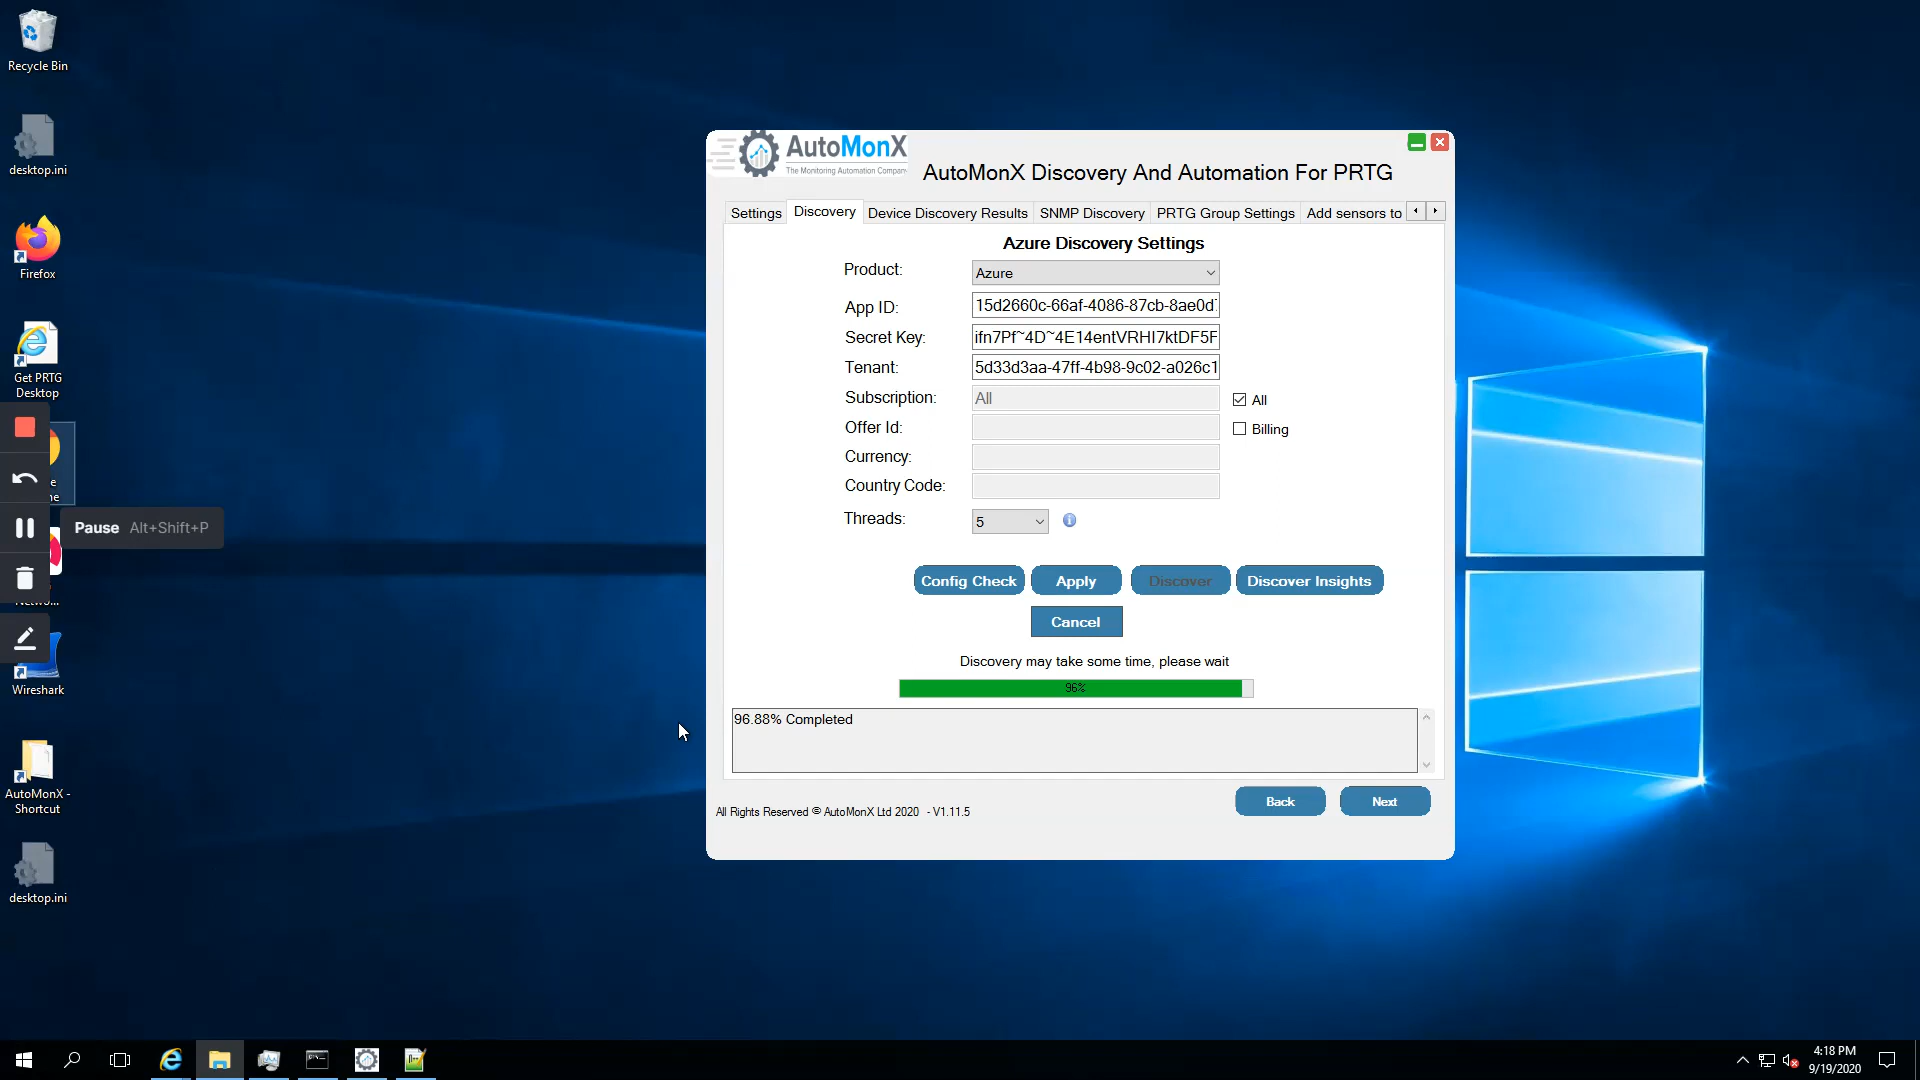 Recycle Bin
desktop.ini
Firefox
Get PRTG
Desktop
Pause Alt+Shift+P
Wireshark
AutoMonX -
Shortcut
desktop.ini
AutoMonX
The Monitoring Automation Company
AutoMonX Discovery And Automation For PRTG
Settings Discovery Device Discovery Results SNMP Discovery PRTG Group Settings Add sensors to
Azure Discovery Settings
Product: Azure
App ID: 15d2660c-66af-4086-87cb-8ae0d
Secret Key: ifn7Pf~4D~4E14entVRHI7ktDF5F
Tenant: 5d33d3aa-47ff-4b98-9c02-a026c1
Subscription: All All
Offer Id: Billing
Currency:
Country Code:
Threads: 5
Config Check Apply Discover Discover Insights
Cancel
Discovery may take some time, please wait
96%
96.88% Completed
Back Next
All Rights Reserved © AutoMonX Ltd 2020 - V1.11.5
4:18 PM
9/19/2020